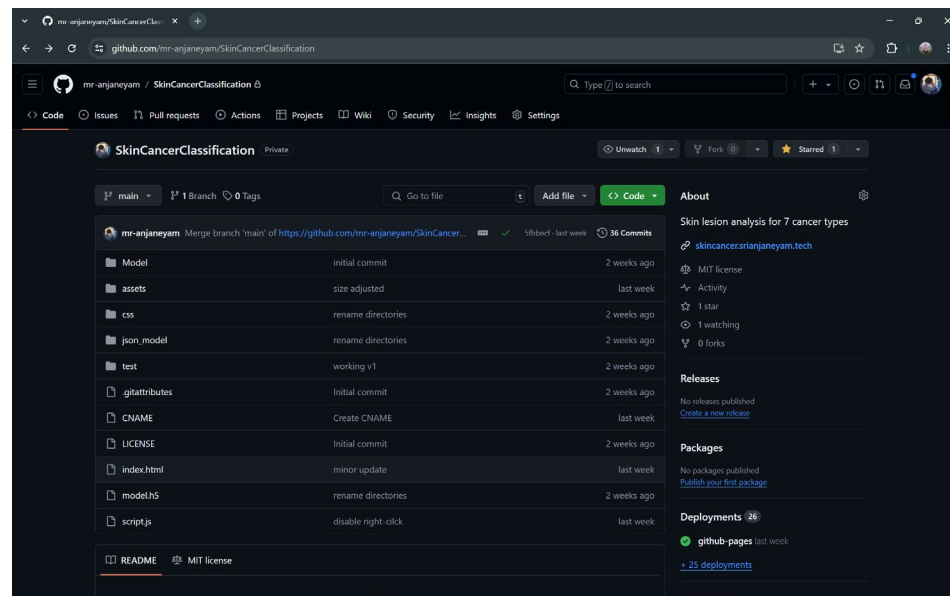 mr-anjaneyam/SkinCancerClass
github.com/mr-anjaneyam/SkinCancerClassification
mr-anjaneyam / SkinCancerClassification
Type / to search
Code Issues Pull requests Actions Projects Wiki Security Insights Settings
SkinCancerClassification Private
Unwatch 1 Fork 0 Starred 1
main 1 Branch 0 Tags Go to file t Add file Code
mr-anjaneyam Merge branch 'main' of https://github.com/mr-anjaneyam/SkinCancer... 5fbbecf · last week 36 Commits
Model initial commit 2 weeks ago
assets size adjusted last week
css rename directories 2 weeks ago
json_model rename directories 2 weeks ago
test working v1 2 weeks ago
.gitattributes Initial commit 2 weeks ago
CNAME Create CNAME last week
LICENSE Initial commit 2 weeks ago
index.html minor update last week
model.h5 rename directories 2 weeks ago
script.js disable right-cilck last week
README MIT license
About
Skin lesion analysis for 7 cancer types
skincancer.srianjaneyam.tech
MIT license
Activity
1 star
1 watching
0 forks
Releases
No releases published
Create a new release
Packages
No packages published
Publish your first package
Deployments 26
github-pages last week
+ 25 deployments